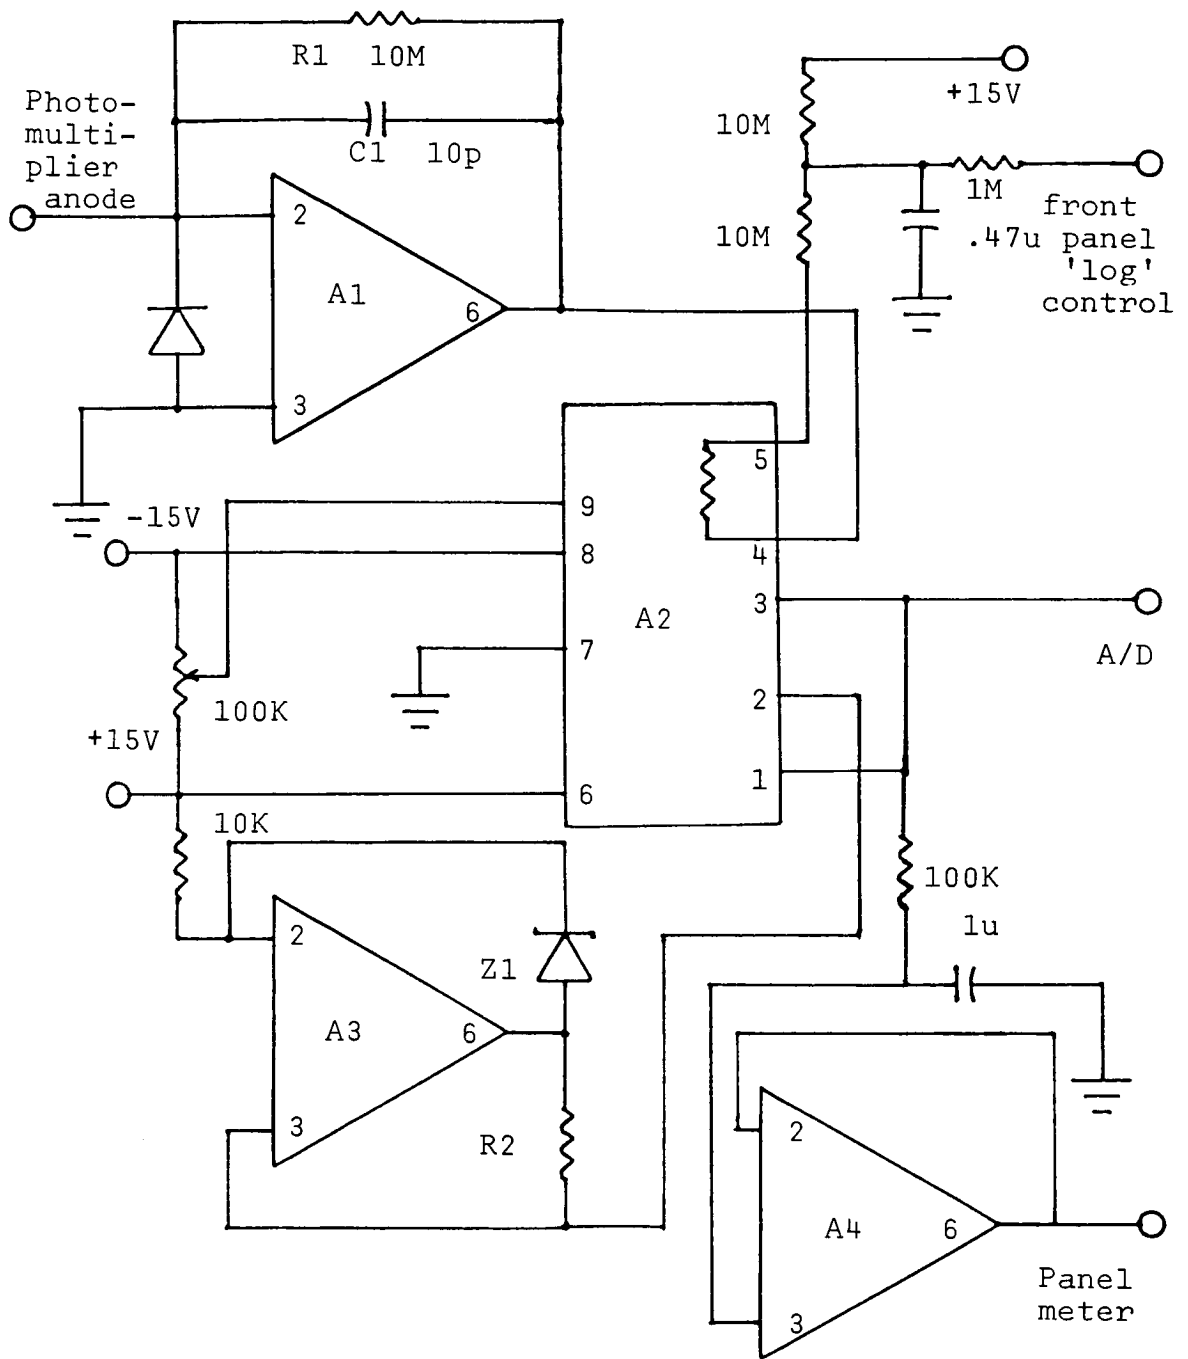 R1 10M
Photo-
multi-
plier
anode
C1 10p
2
A1
6
3
+15V
10M
1M
10M
front
.47u panel
'log'
control
-15V
9
8
7
6
A2
5
4
3
2
1
A/D
100K
+15V
10K
100K
1u
2
A3
6
3
Z1
R2
2
A4
6
3
Panel
meter